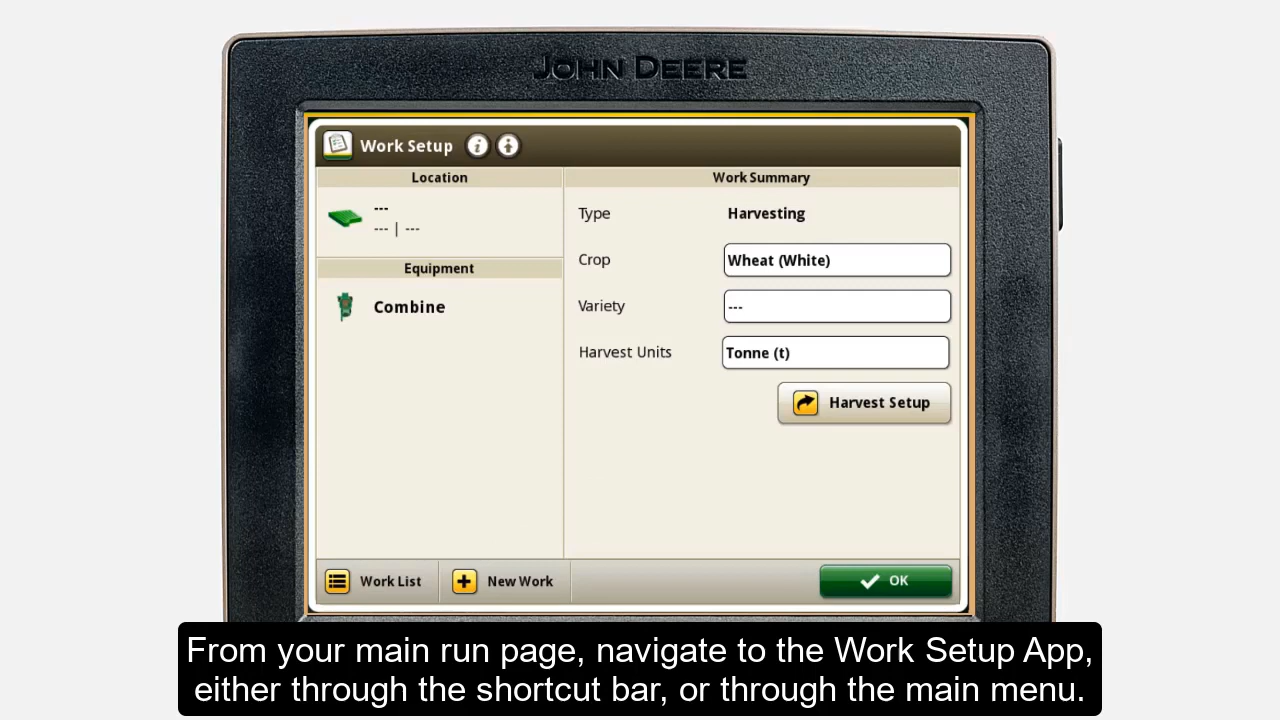 JOHN DEERE
Work Setup
Location
---
--- | ---
Equipment
Combine
Work Summary
Type Harvesting
Crop Wheat (White)
Variety ---
Harvest Units Tonne (t)
Harvest Setup
Work List
New Work
OK
From your main run page, navigate to the Work Setup App,
either through the shortcut bar, or through the main menu.